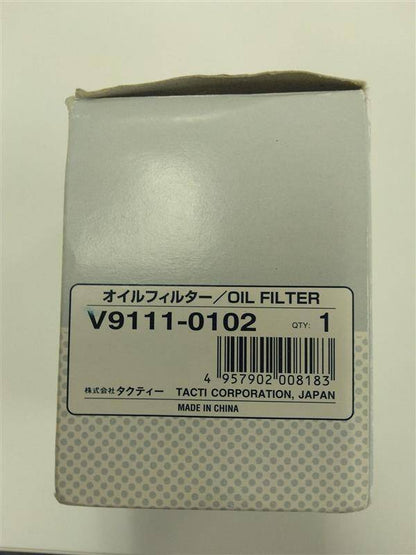 オイルフィルター/OIL FILTER
V9111-0102 QTY: 1
4 957902 008183
株式会社 タクティー TACTI CORPORATION, JAPAN
MADE IN CHINA